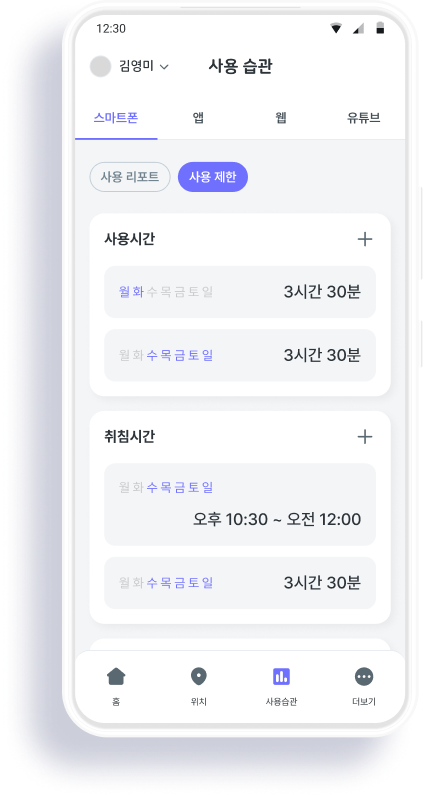 12:30
김영미 사용 습관
스마트폰 앱 웹 유튜브
사용 리포트 사용 제한
사용시간
월 화 수 목 금 토 일 3시간 30분
월 화 수 목 금 토 일 3시간 30분
취침시간
월 화 수 목 금 토 일
오후 10:30 ~ 오전 12:00
월 화 수 목 금 토 일 3시간 30분
홈 위치 사용습관 더보기